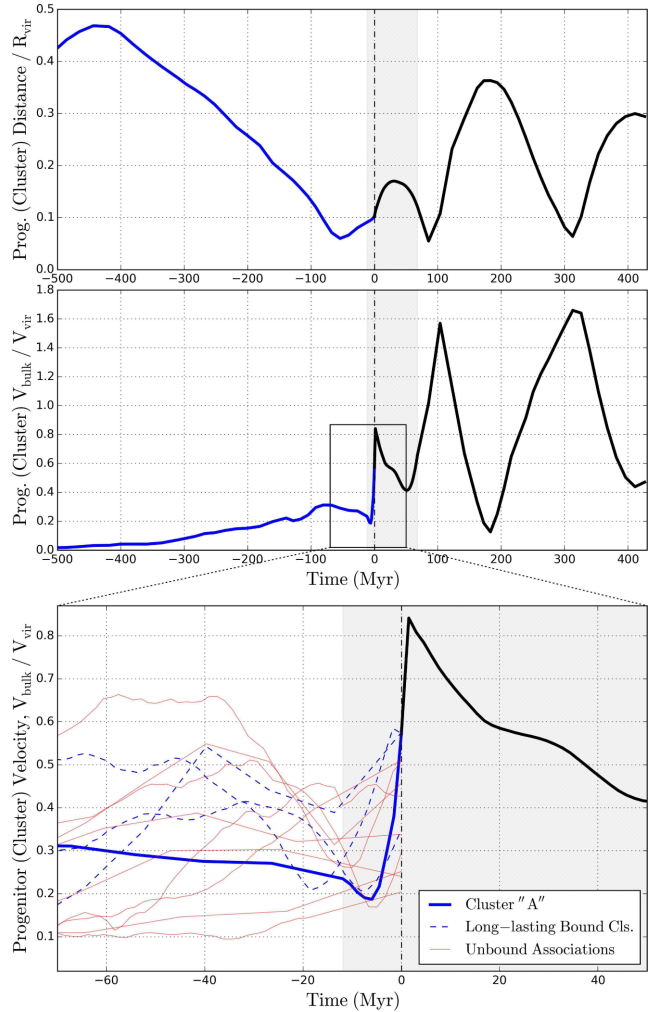 0.5
0.4
0.3
0.2
0.1
0.0
Prog. (Cluster) Distance / R_vir
−500 −400 −300 −200 −100 0 100 200 300 400
1.8
1.6
1.4
1.2
1.0
0.8
0.6
0.4
0.2
0.0
Prog. (Cluster) V_bulk / V_vir
−500 −400 −300 −200 −100 0 100 200 300 400
Time (Myr)
0.8
0.7
0.6
0.5
0.4
0.3
0.2
0.1
Progenitor (Cluster) Velocity, V_bulk / V_vir
Cluster "A"
Long−lasting Bound Cls.
Unbound Associations
−60 −40 −20 0 20 40
Time (Myr)